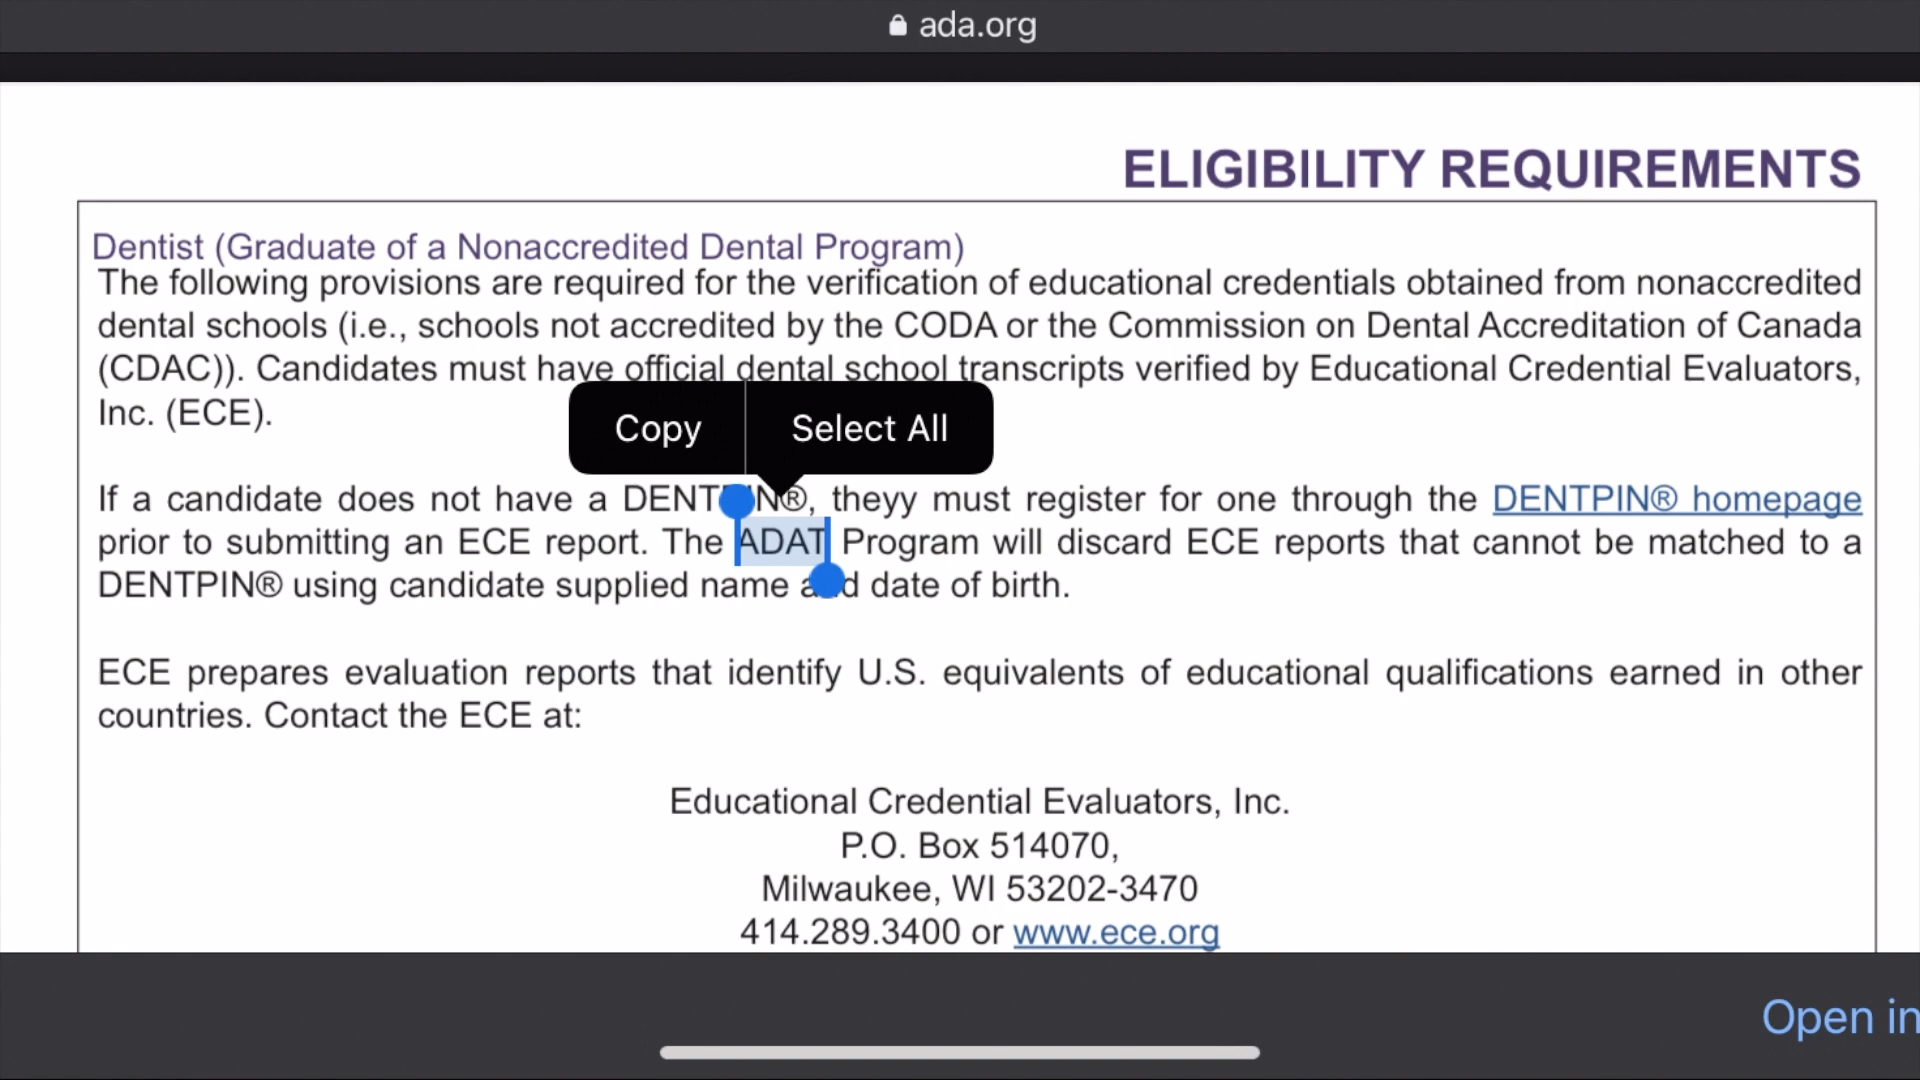 ada.org
ELIGIBILITY REQUIREMENTS
Dentist (Graduate of a Nonaccredited Dental Program)
The following provisions are required for the verification of educational credentials obtained from nonaccredited
dental schools (i.e., schools not accredited by the CODA or the Commission on Dental Accreditation of Canada
(CDAC)). Candidates must have official dental school transcripts verified by Educational Credential Evaluators,
Inc. (ECE).
Copy
Select All
If a candidate does not have a DENTPIN®, theyy must register for one through the DENTPIN® homepage
prior to submitting an ECE report. The ADAT Program will discard ECE reports that cannot be matched to a
DENTPIN® using candidate supplied name and date of birth.
ECE prepares evaluation reports that identify U.S. equivalents of educational qualifications earned in other
countries. Contact the ECE at:
Educational Credential Evaluators, Inc.
P.O. Box 514070,
Milwaukee, WI 53202-3470
414.289.3400 or www.ece.org
Open in